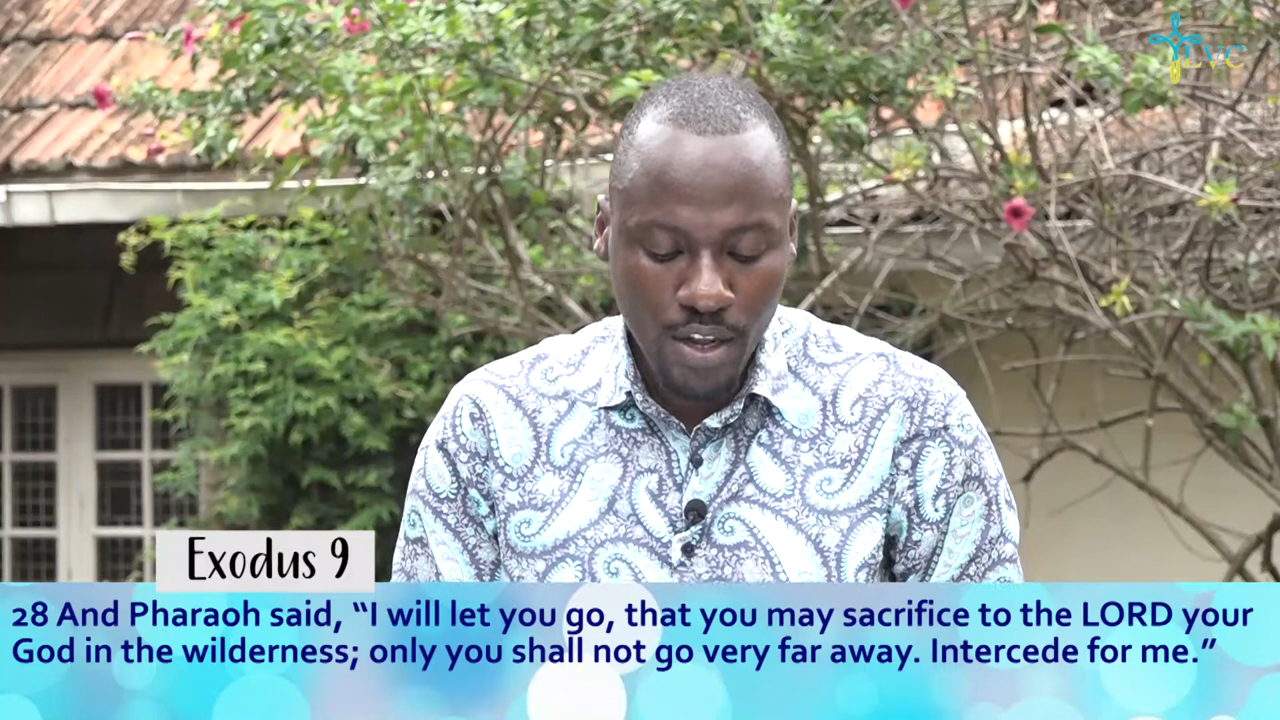 LVC
Exodus 9
28 And Pharaoh said, “I will let you go, that you may sacrifice to the LORD your
God in the wilderness; only you shall not go very far away. Intercede for me.”